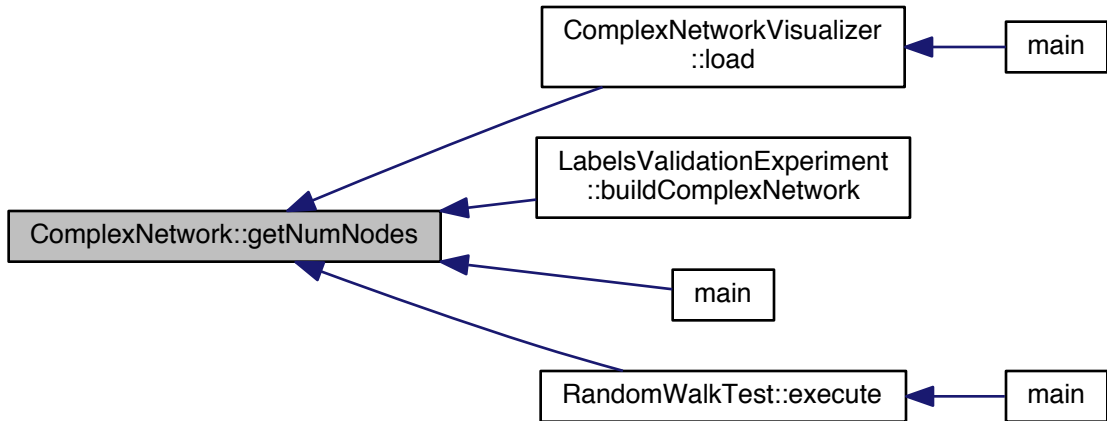 ComplexNetworkVisualizer
::load
main
LabelsValidationExperiment
::buildComplexNetwork
ComplexNetwork::getNumNodes
main
RandomWalkTest::execute
main